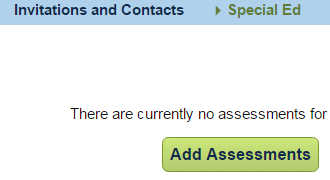 Invitations and Contacts Special Ed
There are currently no assessments for
Add Assessments